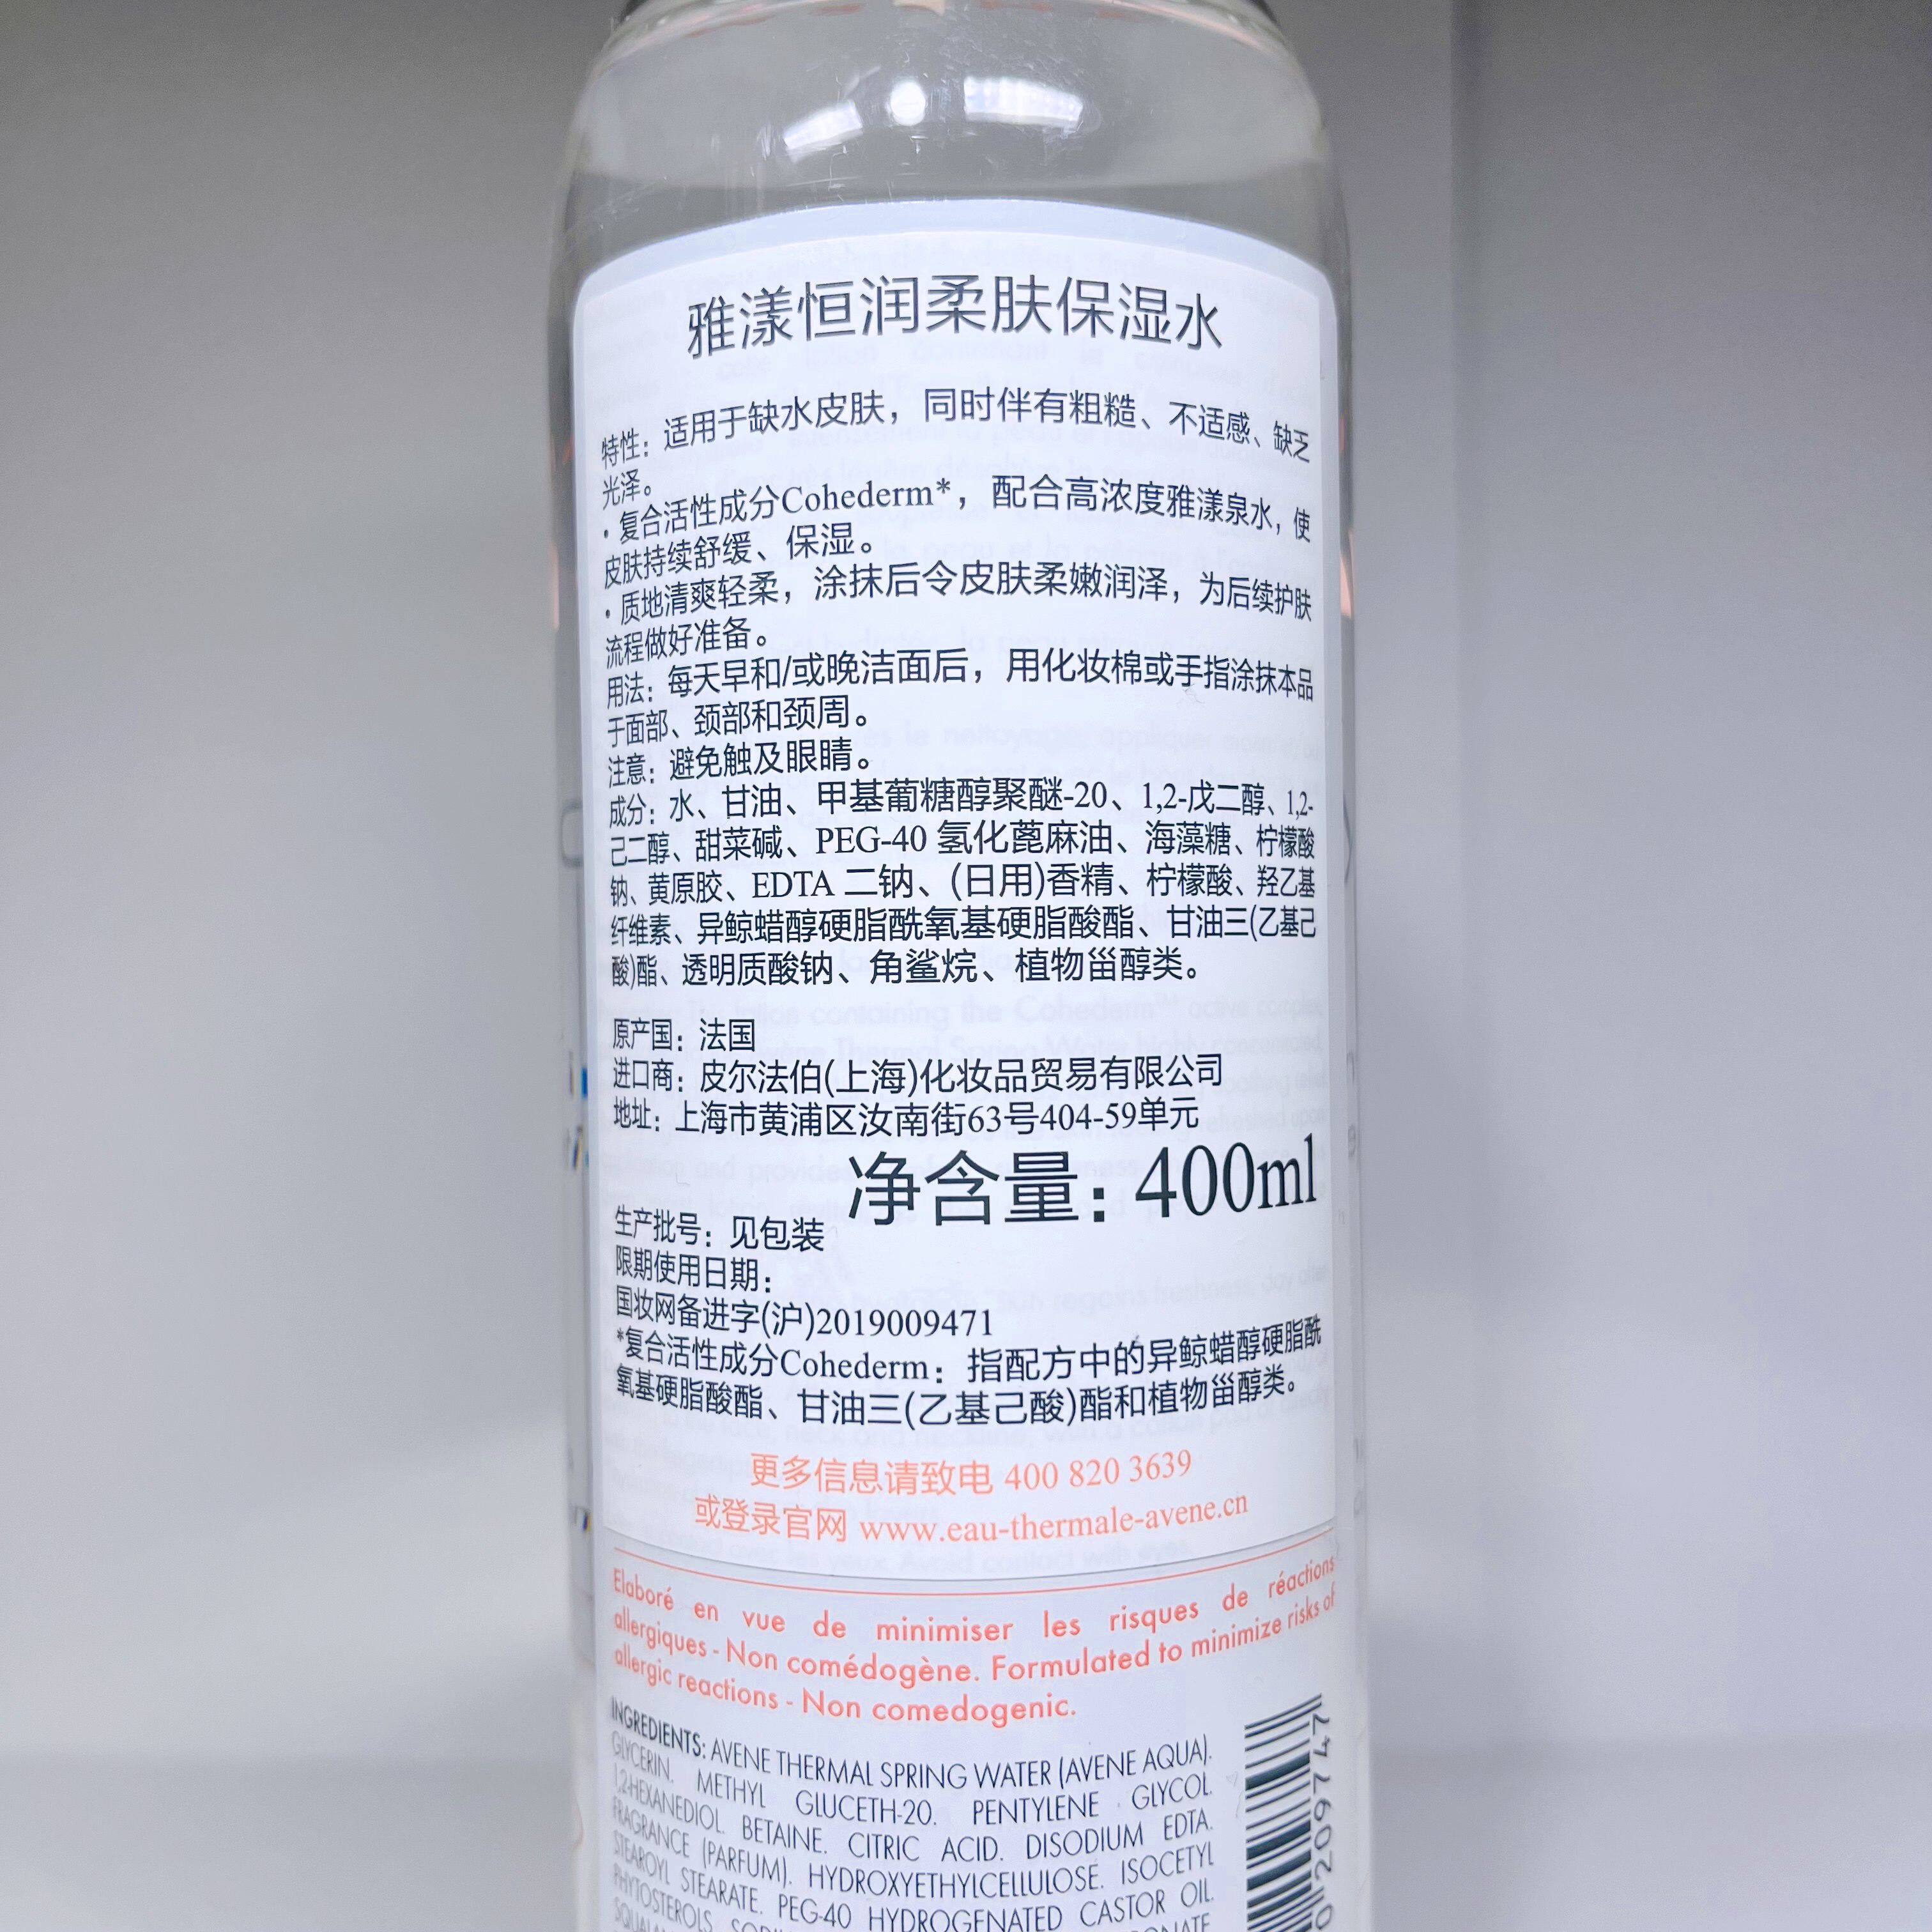 雅漾恒润柔肤保湿水
特性：适用于缺水皮肤，同时伴有粗糙、不适感、缺乏
光泽。
·复合活性成分Cohederm*，配合高浓度雅漾泉水，使
皮肤持续舒缓、保湿。
·质地清爽轻柔，涂抹后令皮肤柔嫩润泽，为后续护肤
流程做好准备。
用法：每天早和/或晚洁面后，用化妆棉或手指涂抹本品
于面部、颈部和颈周。
注意：避免触及眼睛。
成分：水、甘油、甲基葡糖醇聚醚-20、1,2-戊二醇、1,2-
己二醇、甜菜碱、PEG-40 氢化蓖麻油、海藻糖、柠檬酸
钠、黄原胶、EDTA 二钠、(日用)香精、柠檬酸、羟乙基
纤维素、异鲸蜡醇硬脂酰氧基硬脂酸酯、甘油三(乙基己
酸)酯、透明质酸钠、角鲨烷、植物甾醇类。
原产国：法国
进口商：皮尔法伯(上海)化妆品贸易有限公司
地址：上海市黄浦区汝南街63号404-59单元
净含量：400ml
生产批号：见包装
限期使用日期：
国妆网备进字(沪)2019009471
*复合活性成分Cohederm：指配方中的异鲸蜡醇硬脂酰
氧基硬脂酸酯、甘油三(乙基己酸)酯和植物甾醇类。
更多信息请致电 400 820 3639
或登录官网 www.eau-thermale-avene.cn
Elaboré en vue de minimiser les risques de réactions
allergiques - Non comédogène. Formulated to minimize risks of
allergic reactions - Non comedogenic.
INGREDIENTS: AVENE THERMAL SPRING WATER (AVENE AQUA).
GLYCERIN. METHYL GLUCETH-20. PENTYLENE GLYCOL.
1,2-HEXANEDIOL. BETAINE. CITRIC ACID. DISODIUM EDTA.
FRAGRANCE (PARFUM). HYDROXYETHYLCELLULOSE. ISOCETYL
STEAROYL STEARATE. PEG-40 HYDROGENATED CASTOR OIL.
PHYTOSTEROLS.